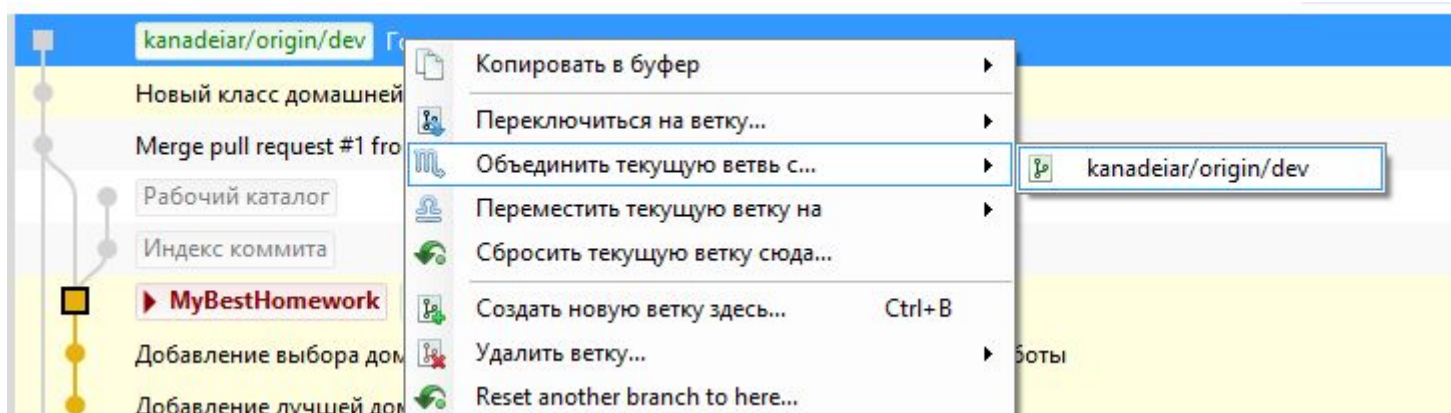 kanadeiar/origin/dev
Копировать в буфер
Новый класс домашней
Переключиться на ветку...
Merge pull request #1 fro
Объединить текущую ветвь с...
kanadeiar/origin/dev
Рабочий каталог
Переместить текущую ветку на
Индекс коммита
Сбросить текущую ветку сюда...
MyBestHomework
Создать новую ветку здесь... Ctrl+B
Добавление выбора дом
Удалить ветку...
боты
Добавление лучшей дом
Reset another branch to here...